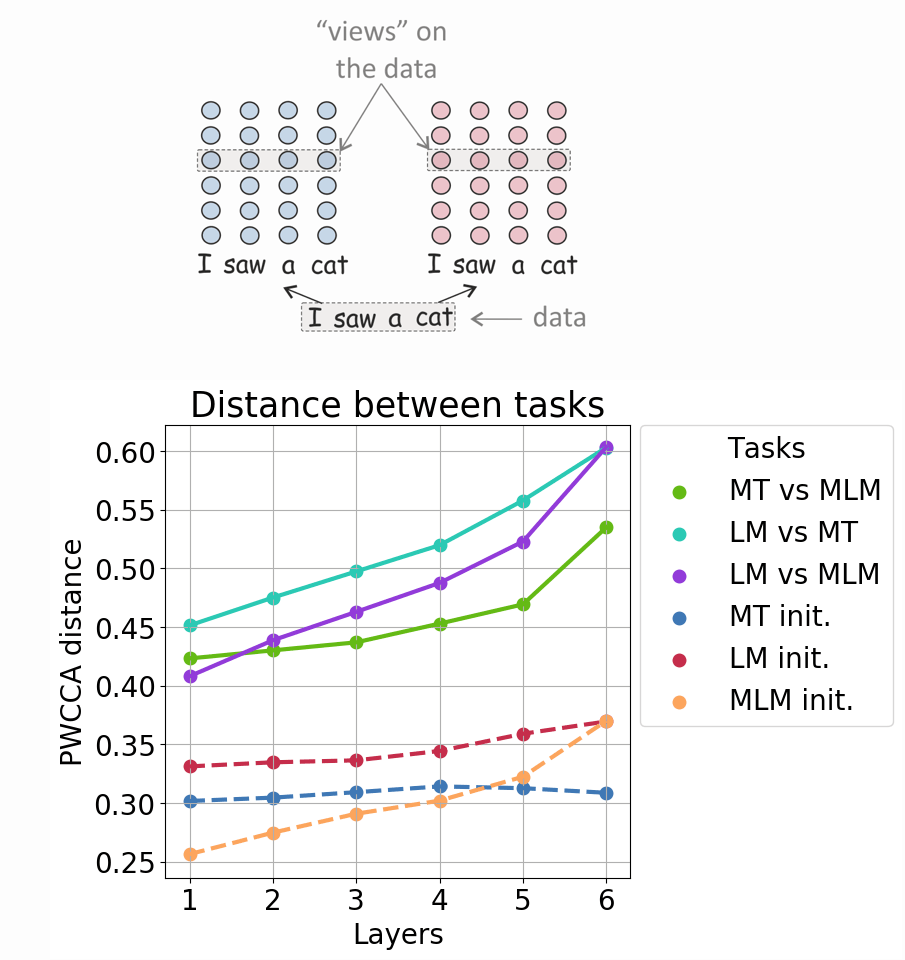 “views” on
the data
I saw a cat
I saw a cat
I saw a cat
data
Distance between tasks
PWCCA distance
0.60
0.55
0.50
0.45
0.40
0.35
0.30
0.25
1 2 3 4 5 6
Layers
Tasks
MT vs MLM
LM vs MT
LM vs MLM
MT init.
LM init.
MLM init.